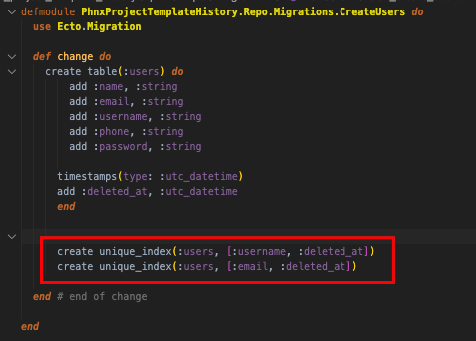 defmodule PhnxProjectTemplateHistory.Repo.Migrations.CreateUsers do
use Ecto.Migration
def change do
create table(:users) do
add :name, :string
add :email, :string
add :username, :string
add :phone, :string
add :password, :string
timestamps(type: :utc_datetime)
add :deleted_at, :utc_datetime
end
create unique_index(:users, [:username, :deleted_at])
create unique_index(:users, [:email, :deleted_at])
end # end of change
end